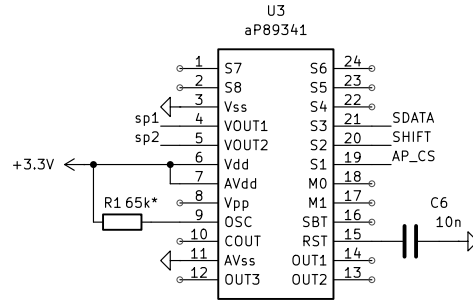 U3
aP89341
1 S7 S6 24
2 S8 S5 23
3 Vss S4 22
sp1 4 VOUT1 S3 21 SDATA
sp2 5 VOUT2 S2 20 SHIFT
+3.3V 6 Vdd S1 19 AP_CS
7 AVdd M0 18
8 Vpp M1 17
R1 65k* 9 OSC SBT 16
10 COUT RST 15 C6 10n
11 AVss OUT1 14
12 OUT3 OUT2 13